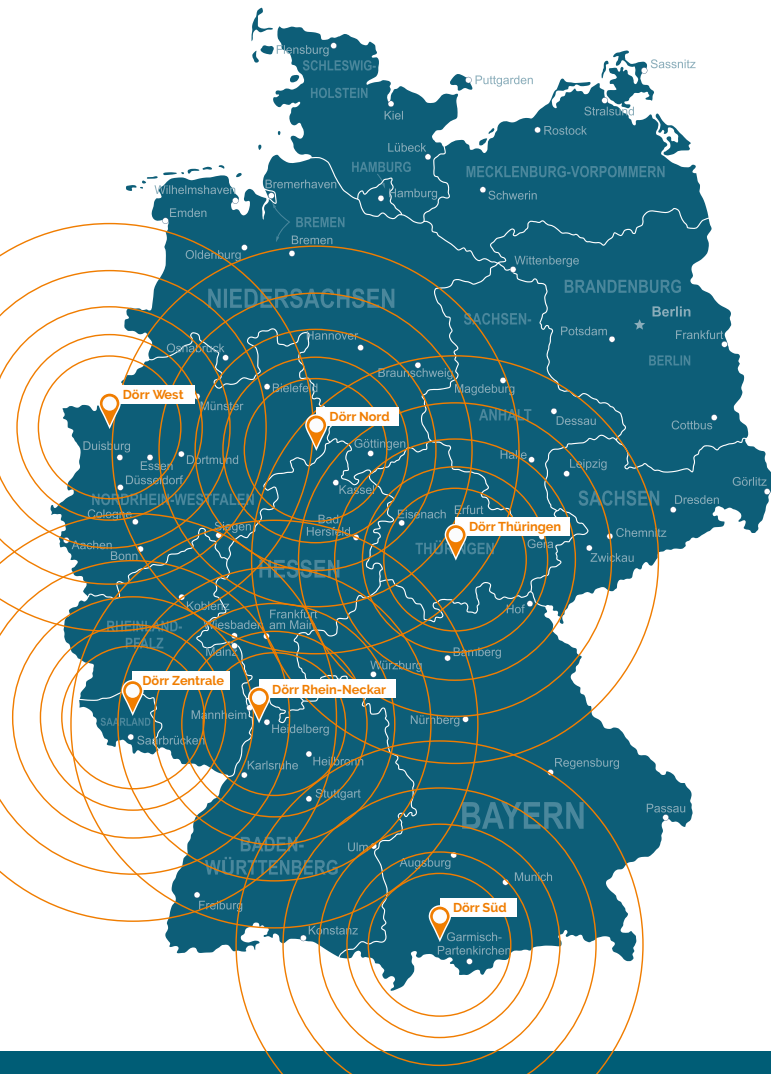 Flensburg
SCHLESWIG-
HOLSTEIN
Sassnitz
Puttgarden
Kiel
Stralsund
Rostock
Lübeck
HAMBURG
MECKLENBURG-VORPOMMERN
Wilhelmshaven
Bremerhaven
Hamburg
Schwerin
Emden
BREMEN
Bremen
Oldenburg
Wittenberge
NIEDERSACHSEN
BRANDENBURG
SACHSEN-
Berlin
Potsdam
Frankfurt
Hannover
Osnabrück
BERLIN
Braunschweig
Magdeburg
Bielefeld
Dörr West
Münster
Dörr Nord
ANHALT
Dessau
Cottbus
Duisburg
Göttingen
Halle
Essen
Dortmund
Leipzig
Düsseldorf
Görlitz
Kassel
NORDRHEIN-WESTFALEN
SACHSEN
Dresden
Cologne
Bad
Hersfeld
Eisenach
Erfurt
Siegen
Dörr Thüringen
Chemnitz
Aachen
Bonn
THÜRINGEN
Gera
Zwickau
HESSEN
Koblenz
Hof
Frankfurt
am Main
Wiesbaden
RHEINLAND-
PFALZ
Mainz
Bamberg
Würzburg
Dörr Zentrale
Dörr Rhein-Neckar
Mannheim
SAARLAND
Heidelberg
Nürnberg
Saarbrücken
Heilbronn
Karlsruhe
Regensburg
Stuttgart
Passau
BAYERN
BADEN-
WÜRTTEMBERG
Ulm
Augsburg
Munich
Freiburg
Dörr Süd
Konstanz
Garmisch-
Partenkirchen